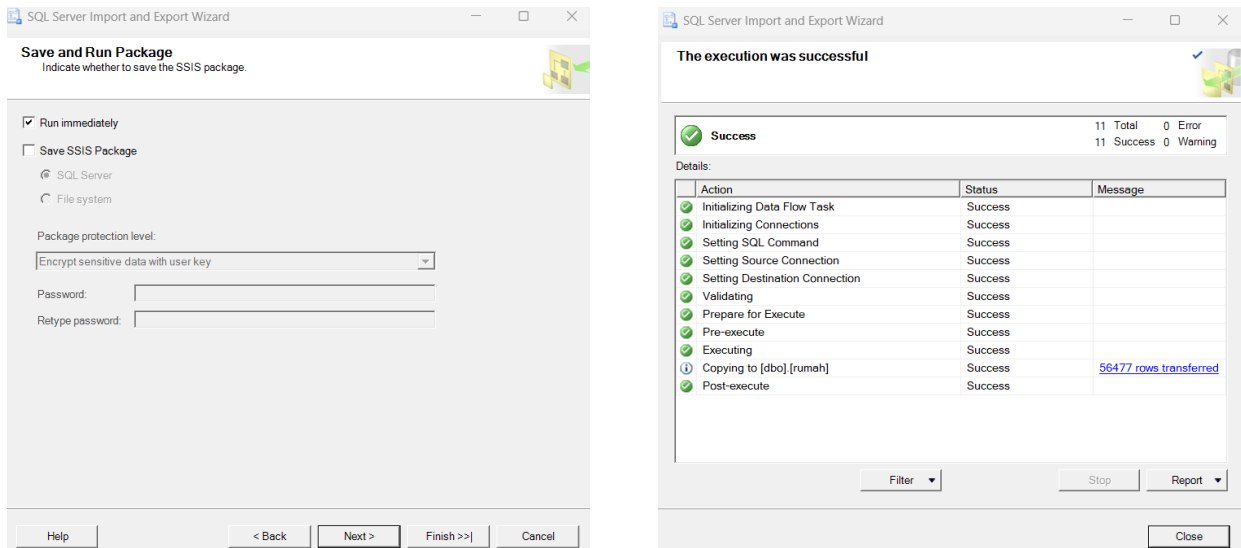 SQL Server Import and Export Wizard
Save and Run Package
Indicate whether to save the SSIS package.
Run immediately
Save SSIS Package
SQL Server
File system
Package protection level:
Encrypt sensitive data with user key
Password:
Retype password:
Help
< Back
Next >
Finish >>|
Cancel
SQL Server Import and Export Wizard
The execution was successful
Success
11 Total 0 Error
11 Success 0 Warning
Details:
Action Status Message
Initializing Data Flow Task Success
Initializing Connections Success
Setting SQL Command Success
Setting Source Connection Success
Setting Destination Connection Success
Validating Success
Prepare for Execute Success
Pre-execute Success
Executing Success
Copying to [dbo].[rumah] Success 56477 rows transferred
Post-execute Success
Filter
Stop
Report
Close